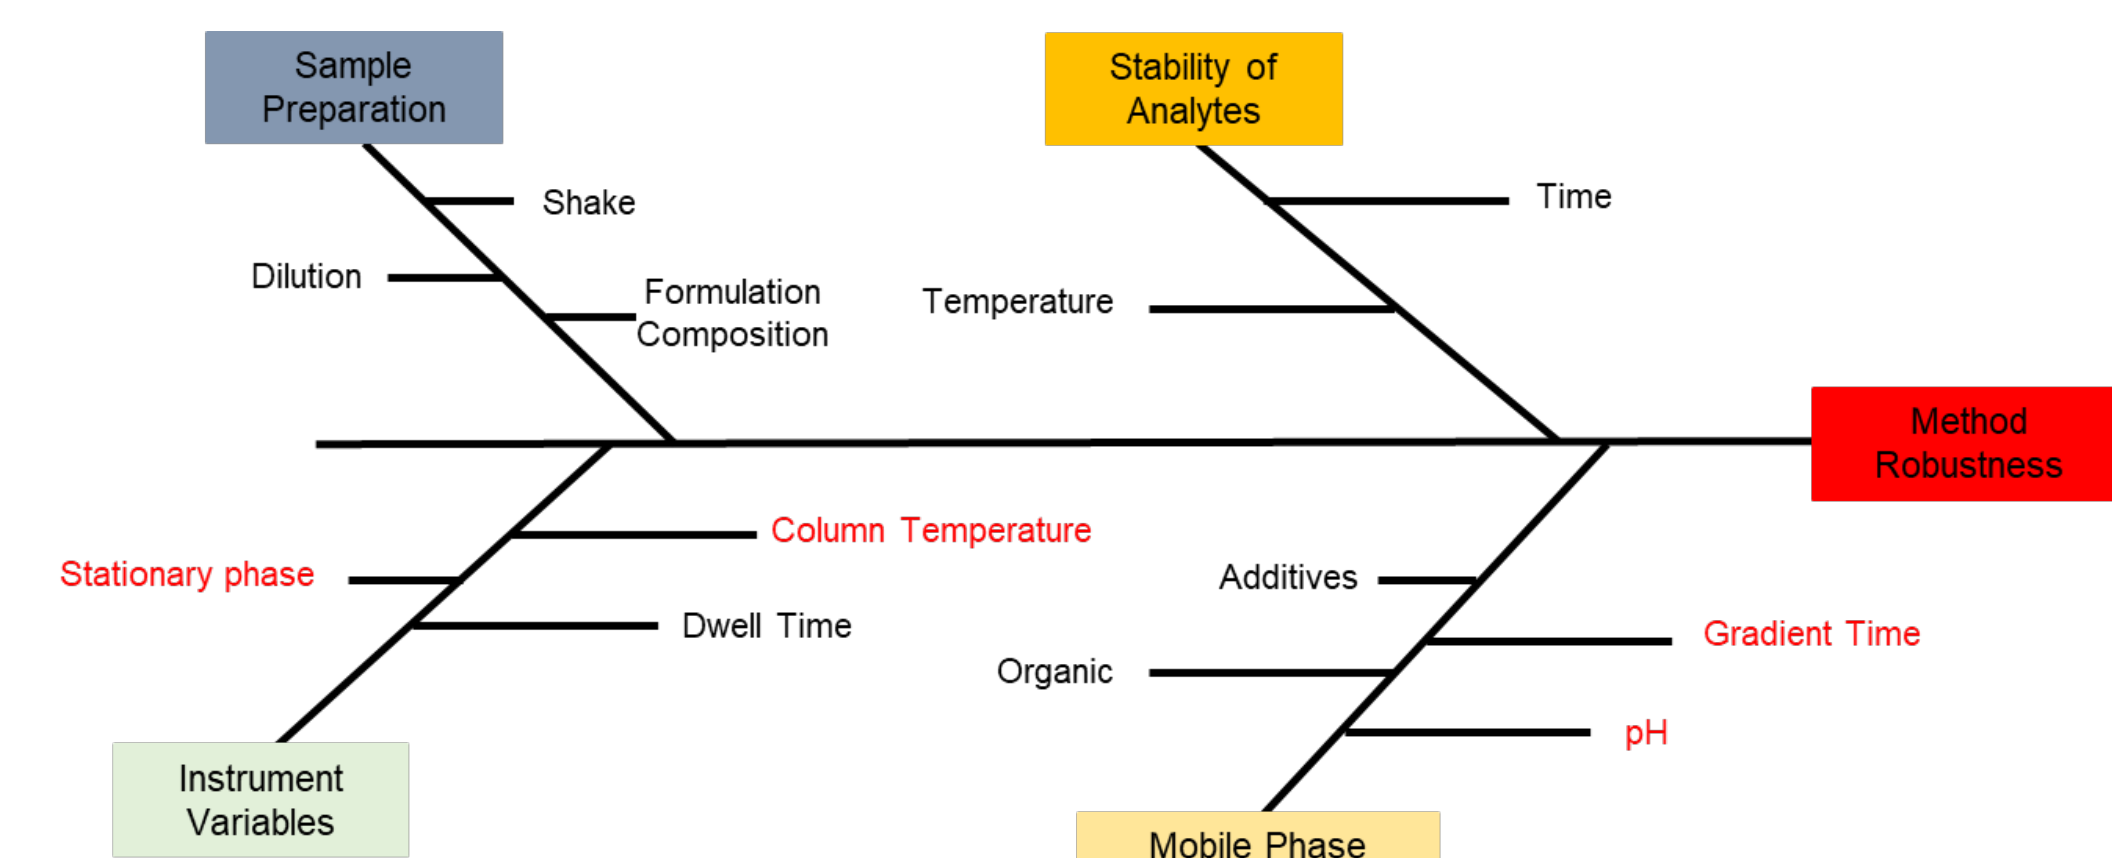 Sample
Preparation
Stability of
Analytes
Shake
Time
Dilution
Formulation
Composition
Temperature
Method
Robustness
Column Temperature
Stationary phase
Additives
Dwell Time
Gradient Time
Organic
pH
Instrument
Variables
Mobile Phase